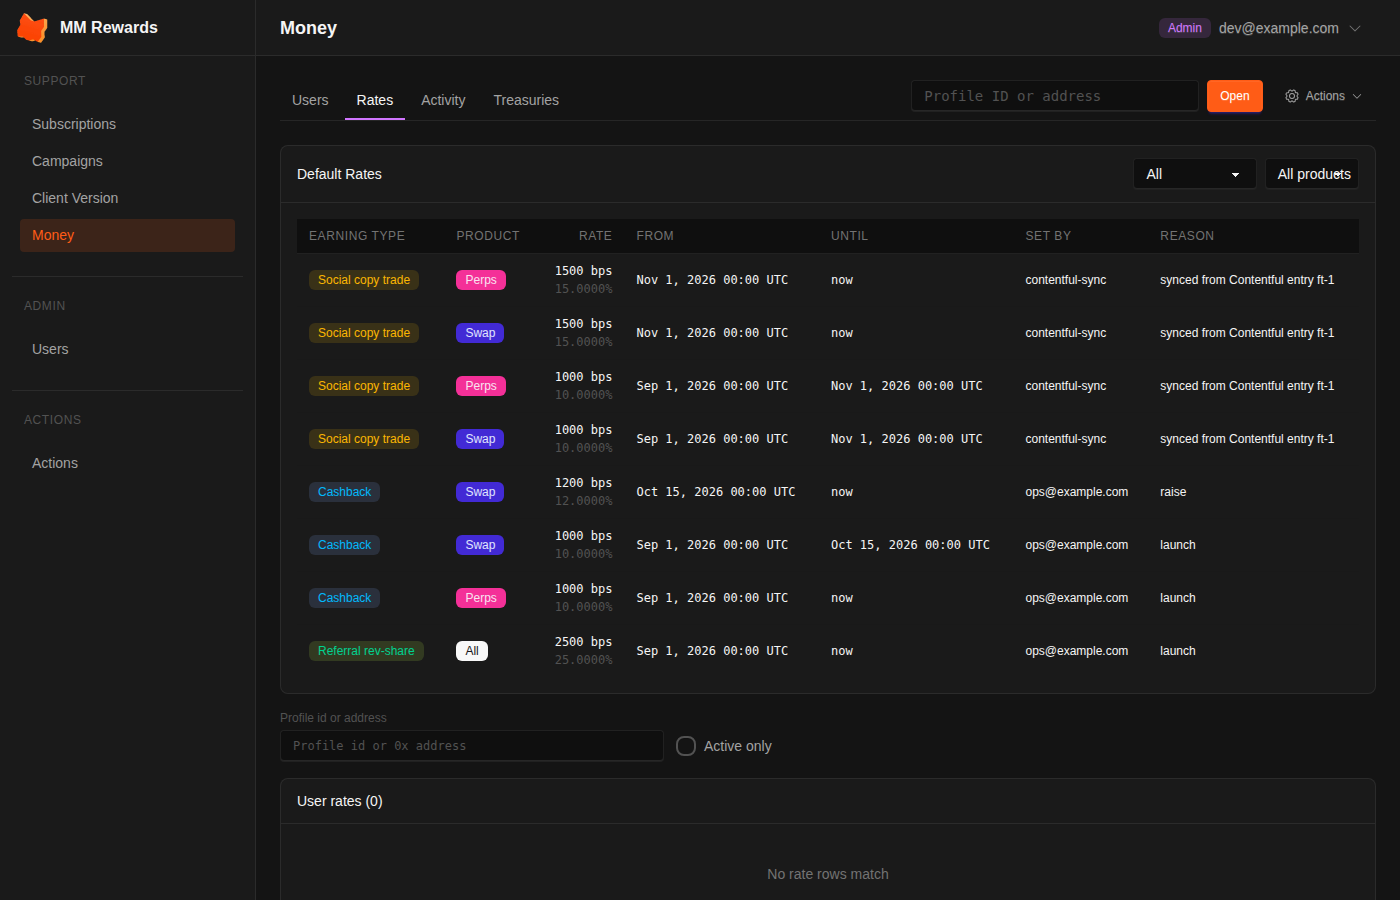 MM Rewards
Money
Admin dev@example.com
SUPPORT
Subscriptions
Campaigns
Client Version
Money
ADMIN
Users
ACTIONS
Actions
Users Rates Activity Treasuries
Profile ID or address
Open
Actions
Default Rates
All
All products
EARNING TYPE PRODUCT RATE FROM UNTIL SET BY REASON
Social copy trade Perps 1500 bps Nov 1, 2026 00:00 UTC now contentful-sync synced from Contentful entry ft-1
15.0000%
Social copy trade Swap 1500 bps Nov 1, 2026 00:00 UTC now contentful-sync synced from Contentful entry ft-1
15.0000%
Social copy trade Perps 1000 bps Sep 1, 2026 00:00 UTC Nov 1, 2026 00:00 UTC contentful-sync synced from Contentful entry ft-1
10.0000%
Social copy trade Swap 1000 bps Sep 1, 2026 00:00 UTC Nov 1, 2026 00:00 UTC contentful-sync synced from Contentful entry ft-1
10.0000%
Cashback Swap 1200 bps Oct 15, 2026 00:00 UTC now ops@example.com raise
12.0000%
Cashback Swap 1000 bps Sep 1, 2026 00:00 UTC Oct 15, 2026 00:00 UTC ops@example.com launch
10.0000%
Cashback Perps 1000 bps Sep 1, 2026 00:00 UTC now ops@example.com launch
10.0000%
Referral rev-share All 2500 bps Sep 1, 2026 00:00 UTC now ops@example.com launch
25.0000%
Profile id or address
Profile id or 0x address
Active only
User rates (0)
No rate rows match